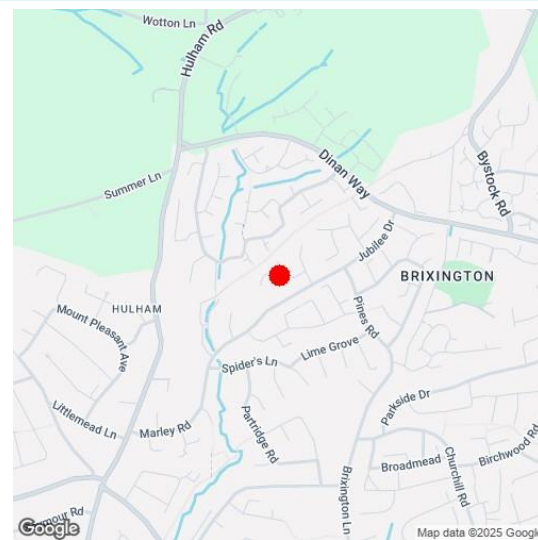 Wotton Ln
Hulham Rd
Dinan Way
Summer Ln
Bystock Rd
Jubilee Dr
BRIXINGTON
HULHAM
Mount Pleasant Ave
Pines Rd
Lime Grove
Spider's Ln
Parkside Dr
Littlemead Ln
Marley Rd
Partridge Rd
Broadmead
Churchill Rd
Birchwood Rd
Brixington Ln
Rd
Google
Map data ©2025 Google